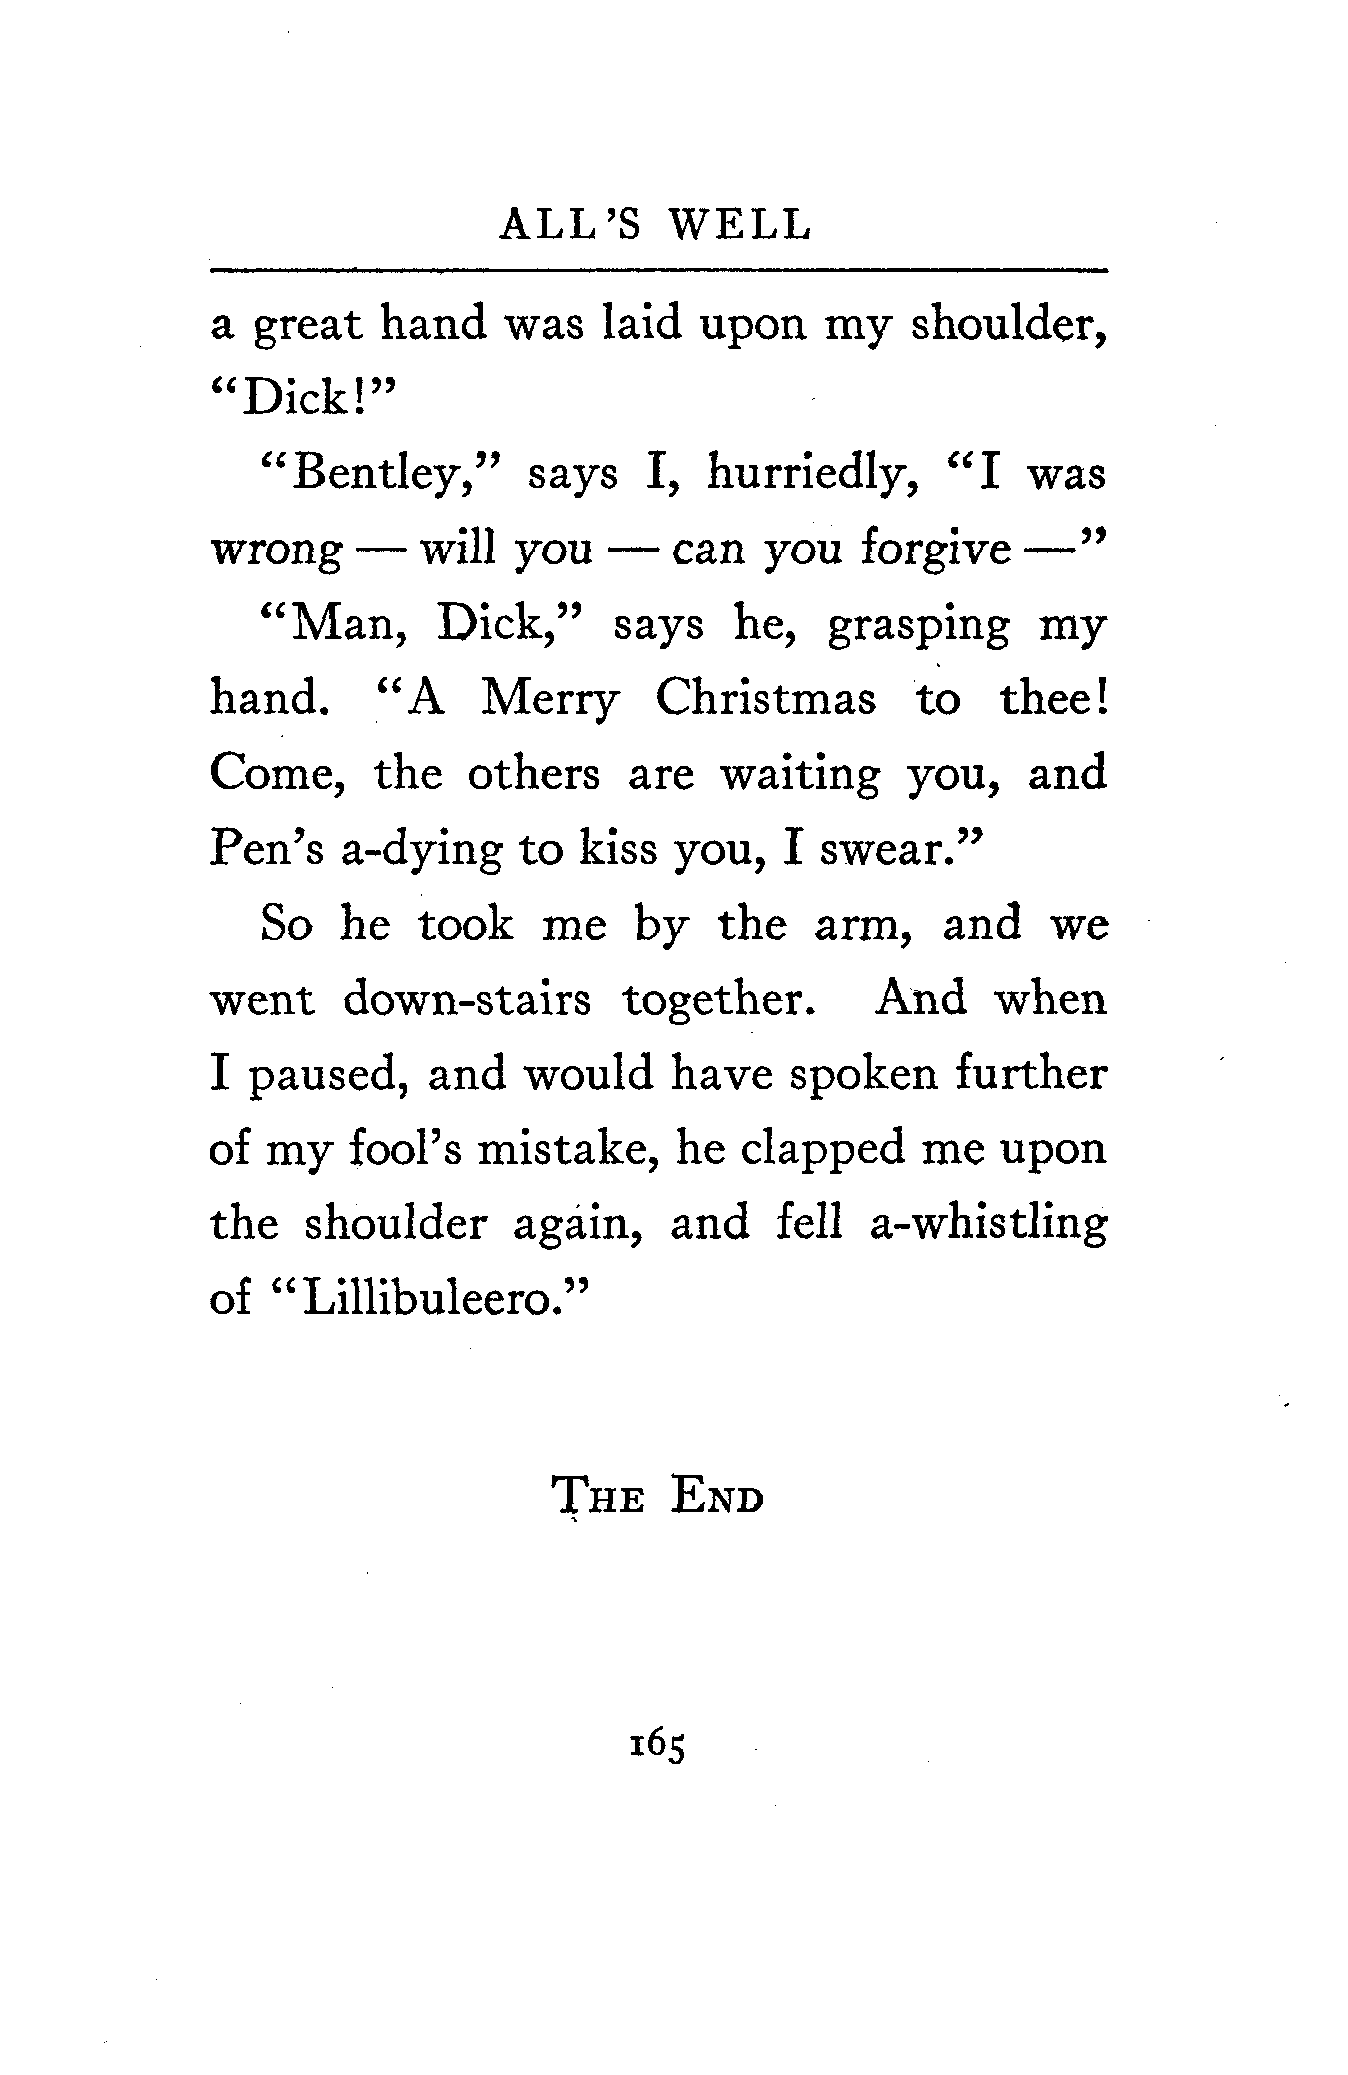 ALL'S WELL
a great hand was laid upon my shoulder,
“Dick!”
“Bentley,” says I, hurriedly, “I was
wrong — will you — can you forgive —”
“Man, Dick,” says he, grasping my
hand. “A Merry Christmas to thee!
Come, the others are waiting you, and
Pen's a-dying to kiss you, I swear.”
So he took me by the arm, and we
went down-stairs together. And when
I paused, and would have spoken further
of my fool's mistake, he clapped me upon
the shoulder again, and fell a-whistling
of “Lillibuleero.”
THE END
165